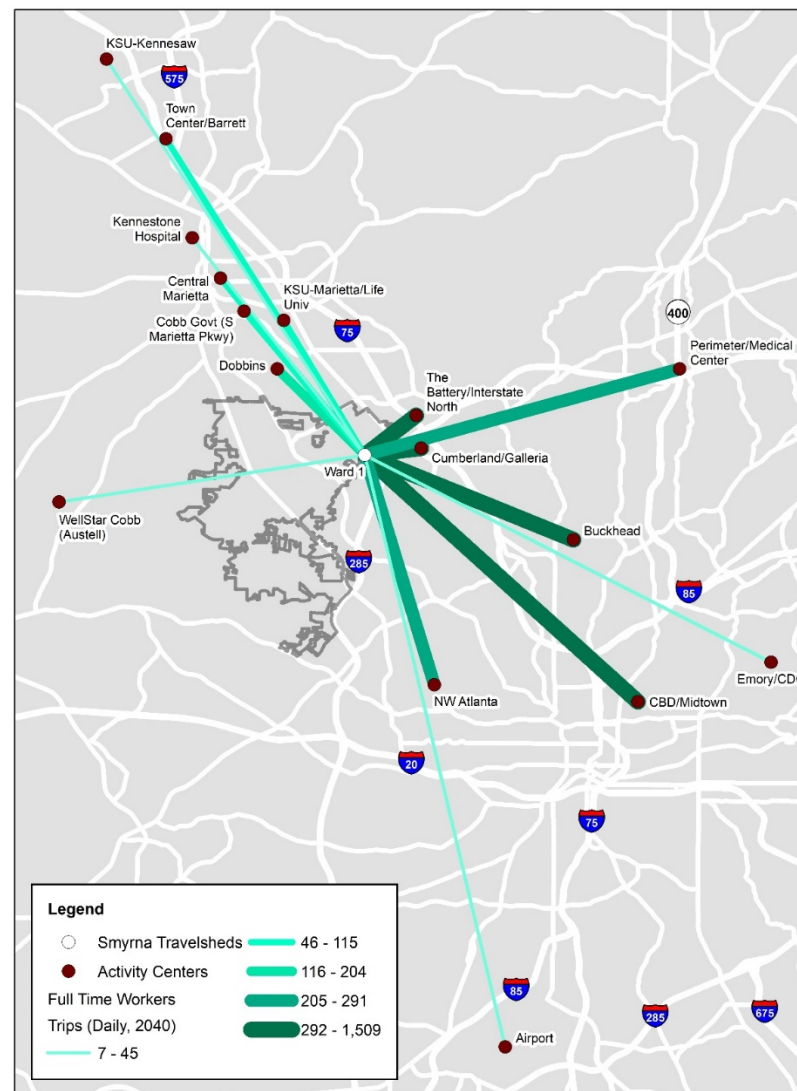 KSU-Kennesaw
575
Town
Center/Barrett
Kennestone
Hospital
Central
Marietta
KSU-Marietta/Life
Univ
75
400
Cobb Govt (S
Marietta Pkwy)
Perimeter/Medical
Center
Dobbins
The
Battery/Interstate
North
Ward 1
Cumberland/Galleria
WellStar Cobb
(Austell)
Buckhead
285
85
Emory/CDC
NW Atlanta
CBD/Midtown
20
75
Legend
Smyrna Travelsheds
Activity Centers
Full Time Workers
Trips (Daily, 2040)
7 - 45
46 - 115
116 - 204
205 - 291
292 - 1,509
85
285
675
Airport